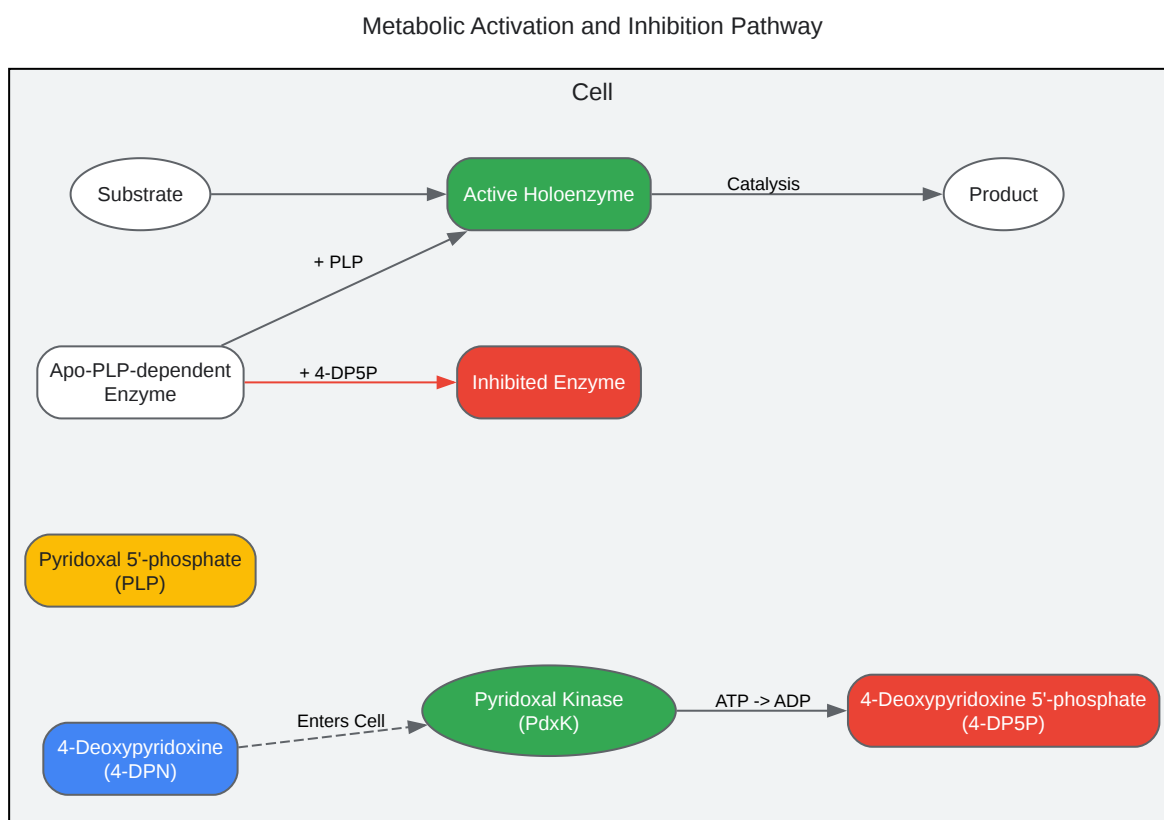 Metabolic Activation and Inhibition Pathway
Cell
Substrate
Active Holoenzyme
Catalysis
Product
+ PLP
Apo-PLP-dependent
Enzyme
+ 4-DP5P
Inhibited Enzyme
Pyridoxal 5'-phosphate
(PLP)
4-Deoxypyridoxine
(4-DPN)
Enters Cell
Pyridoxal Kinase
(PdxK)
ATP -> ADP
4-Deoxypyridoxine 5'-phosphate
(4-DP5P)